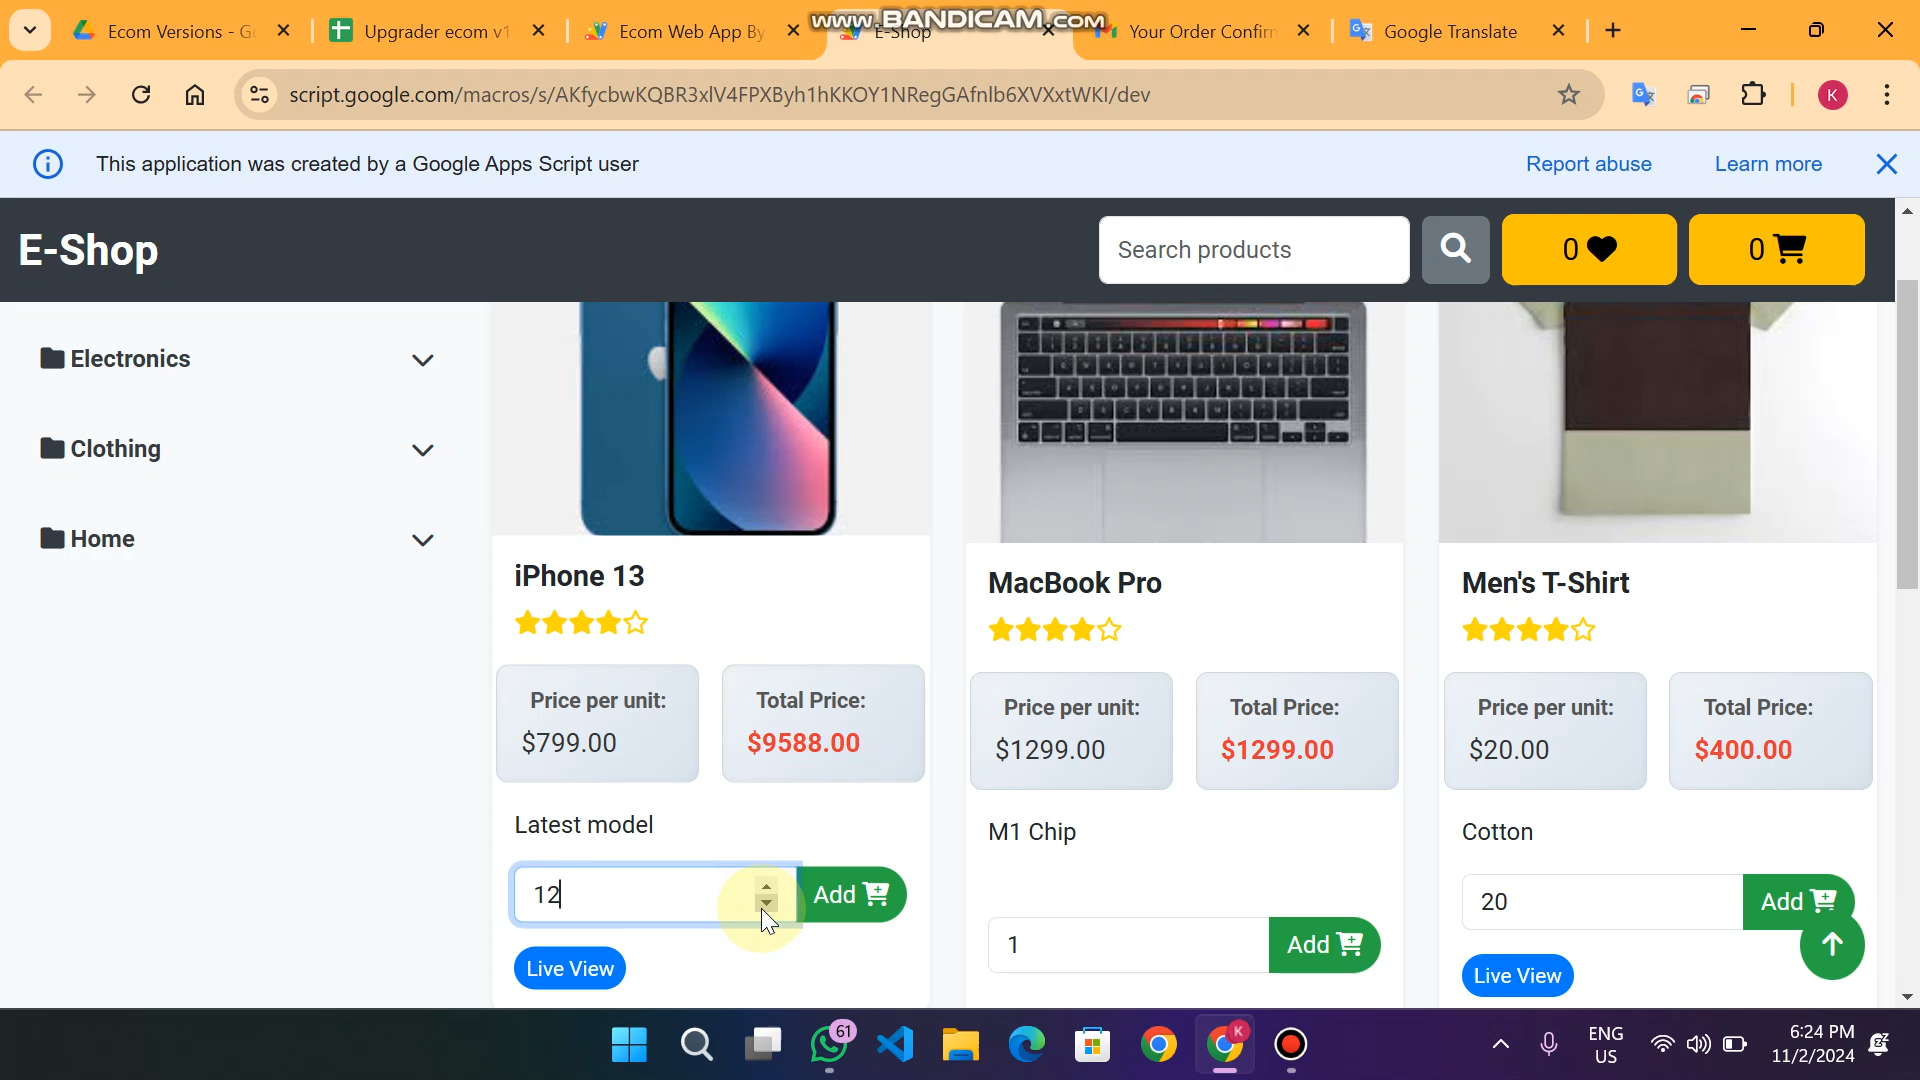 www.BANDICAM.COM
Ecom Versions - Go
Upgrader ecom v1
Ecom Web App By
E-Shop
Your Order Confirm
Google Translate
script.google.com/macros/s/AKfycbwKQBR3xlV4FPXByh1hKKOY1NRegGAfnlb6XVXxtWKI/dev
K
This application was created by a Google Apps Script user
Report abuse
Learn more
E-Shop
Search products
0
0
Electronics
Clothing
Home
iPhone 13
Price per unit:
$799.00
Total Price:
$9588.00
Latest model
12
Add
Live View
MacBook Pro
Price per unit:
$1299.00
Total Price:
$1299.00
M1 Chip
1
Add
Men's T-Shirt
Price per unit:
$20.00
Total Price:
$400.00
Cotton
20
Add
Live View
61
K
ENG
US
6:24 PM
11/2/2024